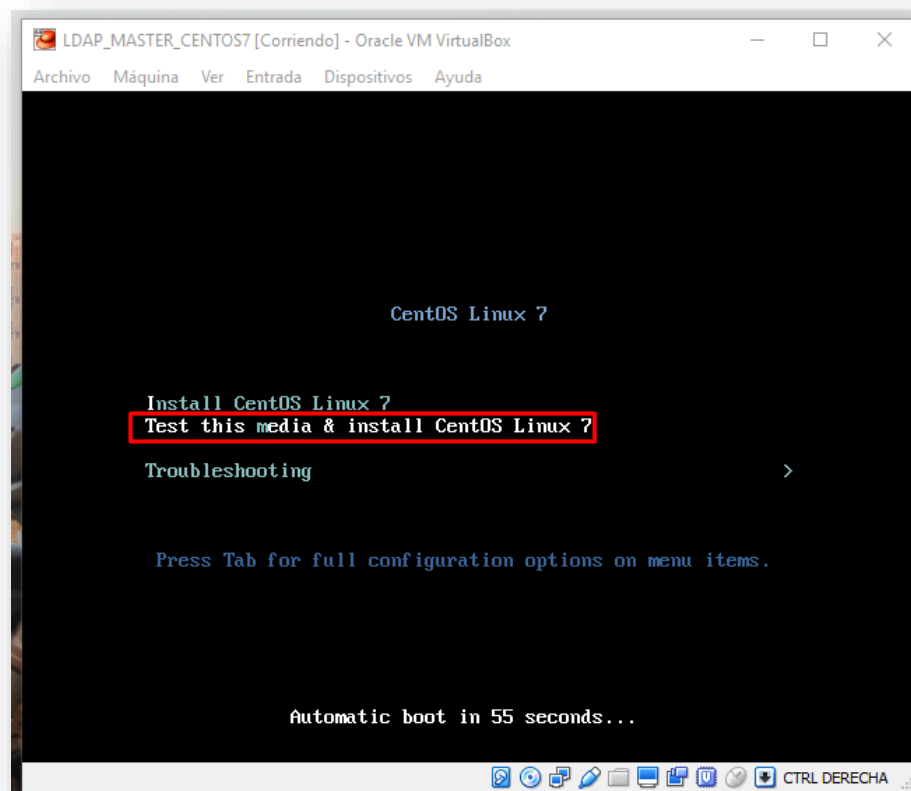 LDAP_MASTER_CENTOS7 [Corriendo] - Oracle VM VirtualBox
Archivo Máquina Ver Entrada Dispositivos Ayuda
CentOS Linux 7
Install CentOS Linux 7
Test this media & install CentOS Linux 7
Troubleshooting >
Press Tab for full configuration options on menu items.
Automatic boot in 55 seconds...
CTRL DERECHA